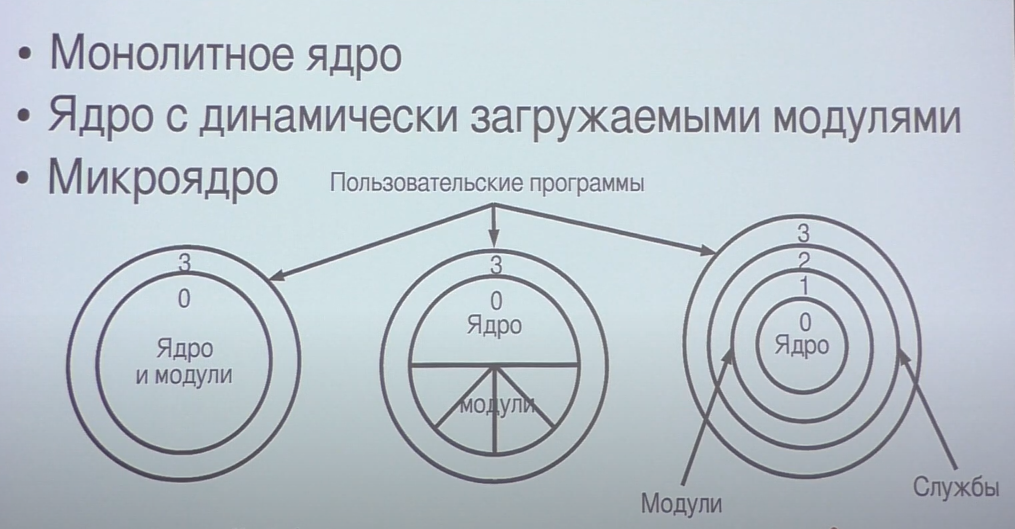 • Монолитное ядро
• Ядро с динамически загружаемыми модулями
• Микроядро
Пользовательские программы
3
0
Ядро
и модули
3
0
Ядро
модули
3
2
1
0
Ядро
Модули
Службы